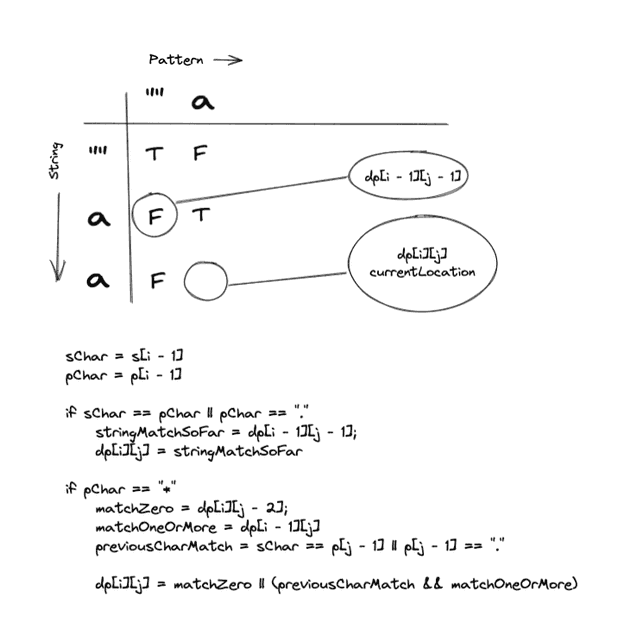 Pattern
"" a
String
"" T F
dp[i - 1][j - 1]
a F T
dp[i][j]
currentLocation
a F
sChar = s[i - 1]
pChar = p[i - 1]
if sChar == pChar || pChar == "."
stringMatchSoFar = dp[i - 1][j - 1];
dp[i][j] = stringMatchSoFar
if pChar == "*"
matchZero = dp[i][j - 2];
matchOneOrMore = dp[i - 1][j]
previousCharMatch = sChar == p[j - 1] || p[j - 1] == "."
dp[i][j] = matchZero || (previousCharMatch && matchOneOrMore)